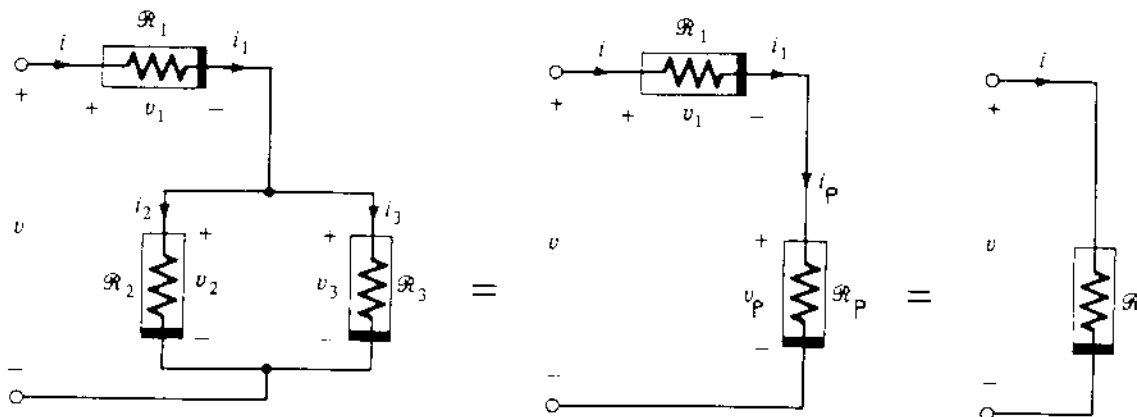 ℛ₁ ℛ₁
i i₁ i i₁ i
+ + v₁ − + + v₁ − +
i₂ i₃ iₚ
v + + v + v
ℛ₂ v₂ v₃ ℛ₃ = vₚ ℛₚ = ℛ
− − −
− − −